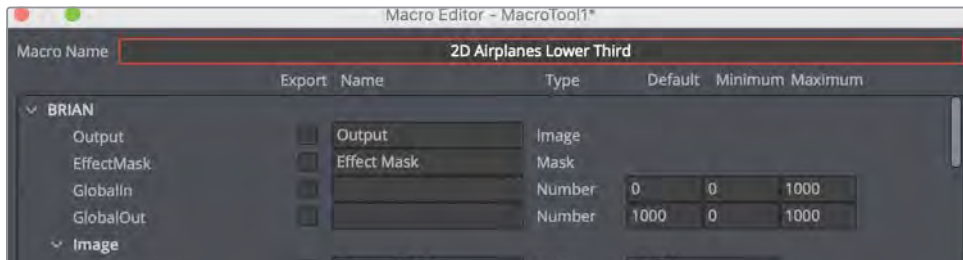 Macro Editor - MacroTool1*
Macro Name 2D Airplanes Lower Third
Export Name Type Default Minimum Maximum
BRIAN
Output Output Image
EffectMask Effect Mask Mask
GlobalIn Number 0 0 1000
GlobalOut Number 1000 0 1000
Image